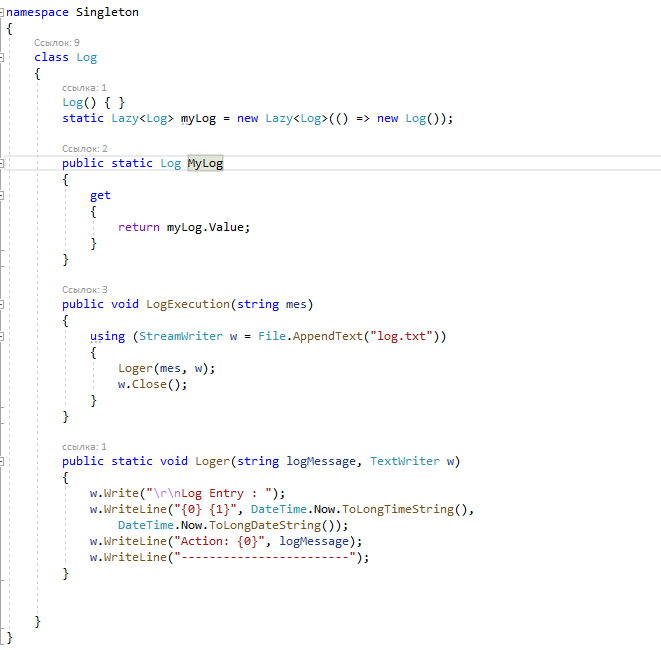 namespace Singleton
{
Ссылок: 9
class Log
{
ссылка: 1
Log() { }
static Lazy<Log> myLog = new Lazy<Log>(() => new Log());
Ссылок: 2
public static Log MyLog
{
get
{
return myLog.Value;
}
}
Ссылок: 3
public void LogExecution(string mes)
{
using (StreamWriter w = File.AppendText("log.txt"))
{
Loger(mes, w);
w.Close();
}
}
ссылка: 1
public static void Loger(string logMessage, TextWriter w)
{
w.Write("\r\nLog Entry : ");
w.WriteLine("{0} {1}", DateTime.Now.ToLongTimeString(),
DateTime.Now.ToLongDateString());
w.WriteLine("Action: {0}", logMessage);
w.WriteLine("------------------------");
}
}
}